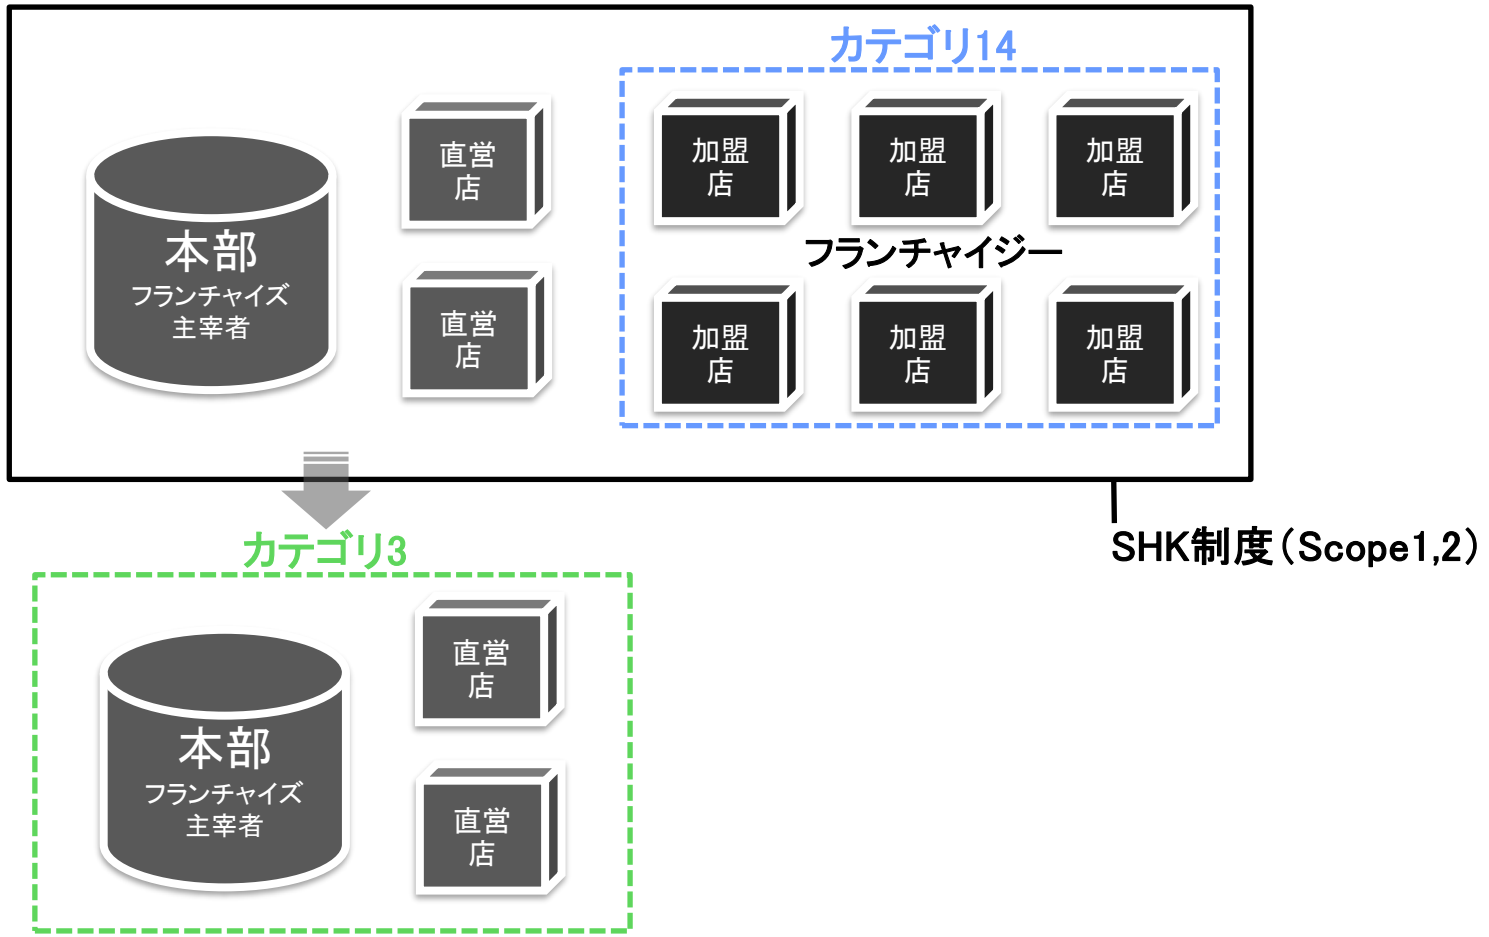 カテゴリ14
本部
フランチャイズ
主宰者
直営
店
直営
店
加盟
店
加盟
店
加盟
店
フランチャイジー
加盟
店
加盟
店
加盟
店
SHK制度（Scope1,2）
カテゴリ3
本部
フランチャイズ
主宰者
直営
店
直営
店